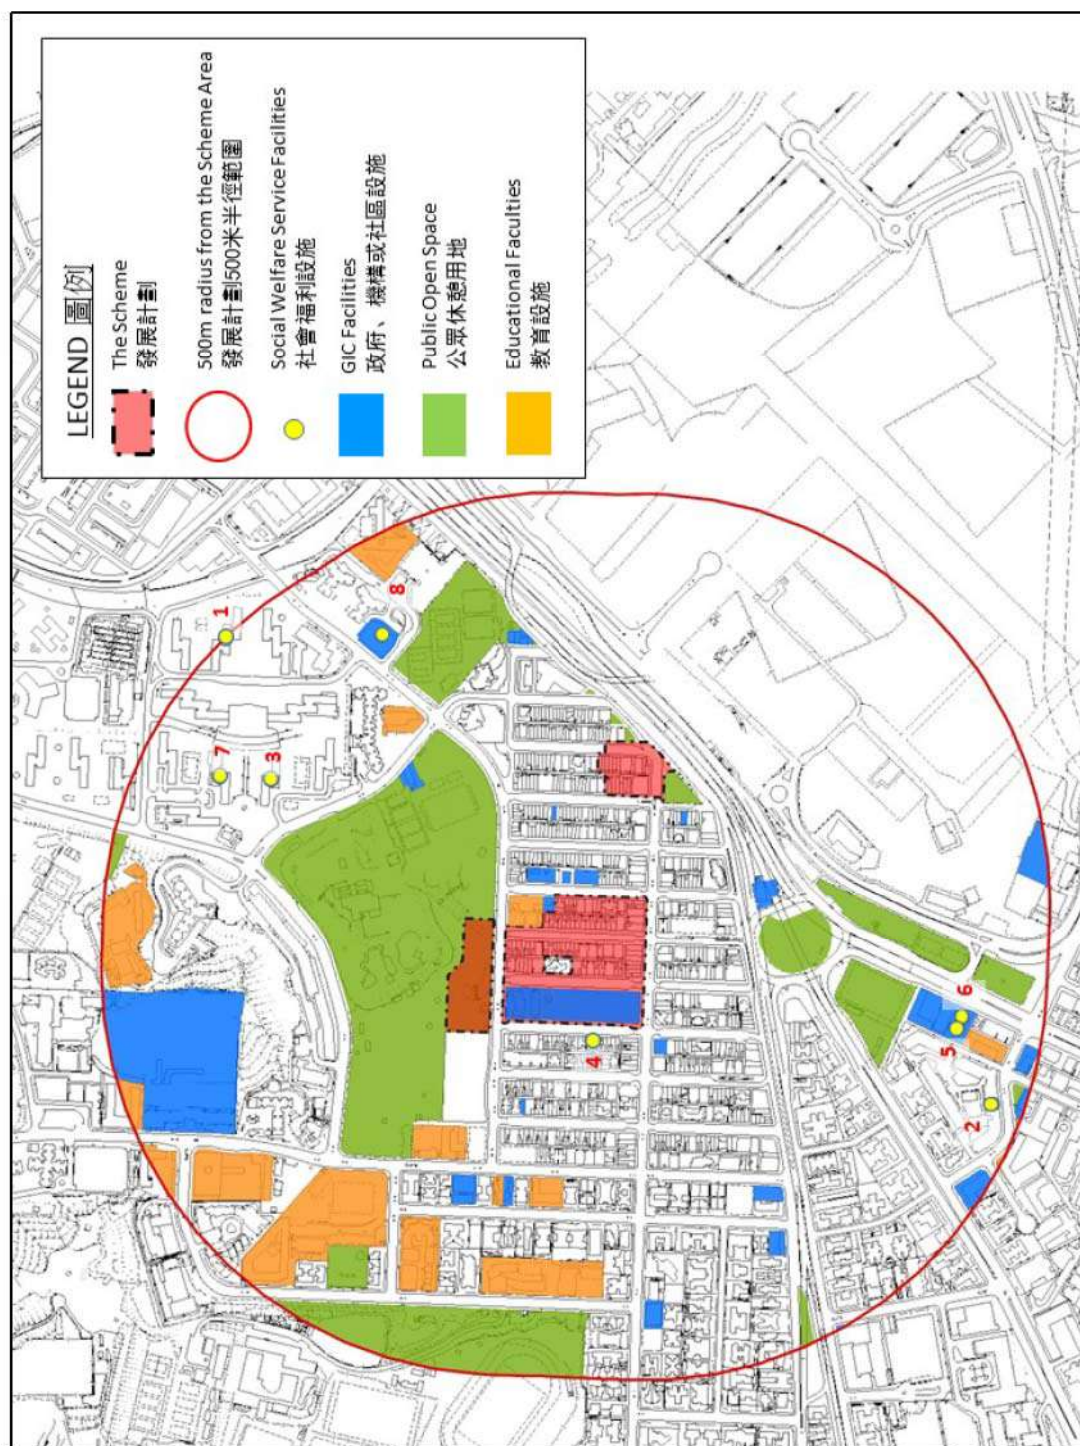 LEGEND 圖例
The Scheme
發展計劃
500m radius from the Scheme Area
發展計劃500米半徑範圍
Social Welfare Service Facilities
社會福利設施
GIC Facilities
政府、機構或社區設施
Public Open Space
公眾休憩用地
Educational Faculties
教育設施
1
7
3
8
4
5
6
2